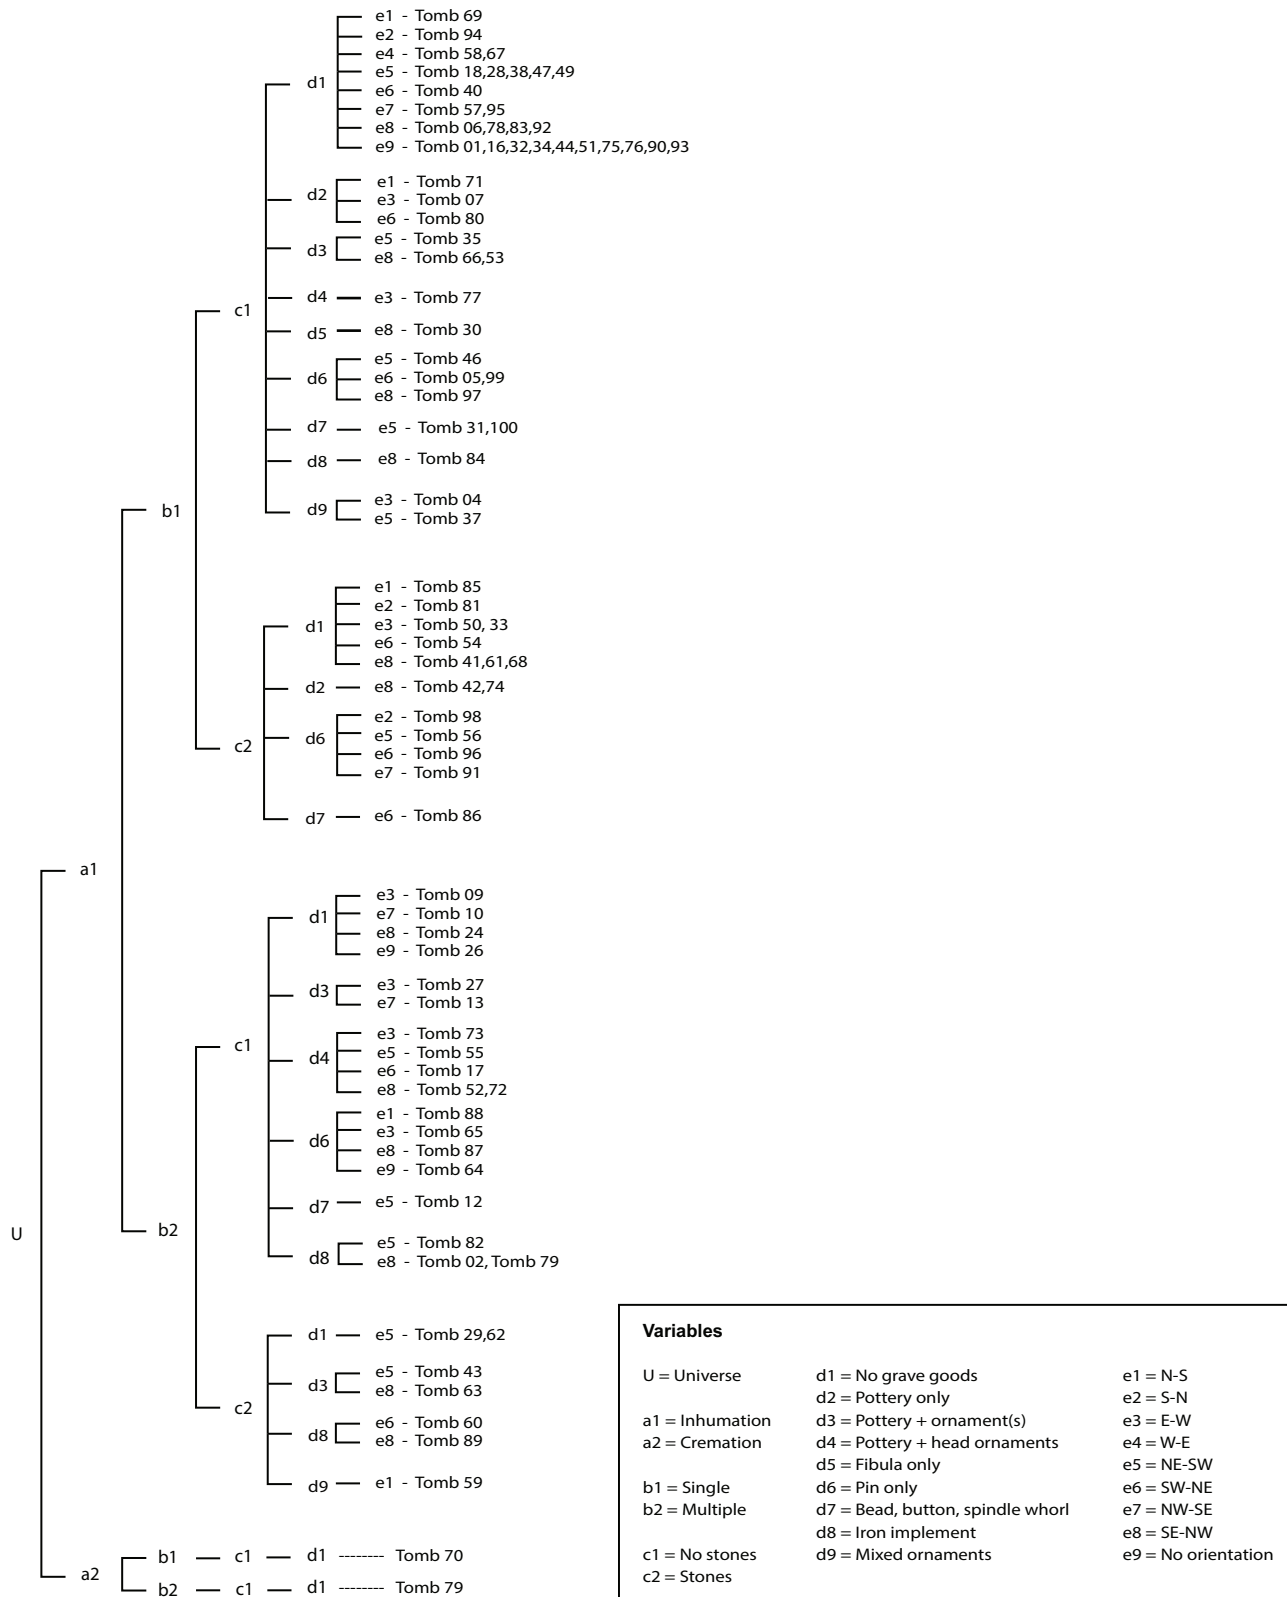 e1 - Tomb 69
e2 - Tomb 94
e4 - Tomb 58,67
d1
e5 - Tomb 18,28,38,47,49
e6 - Tomb 40
e7 - Tomb 57,95
e8 - Tomb 06,78,83,92
e9 - Tomb 01,16,32,34,44,51,75,76,90,93
e1 - Tomb 71
d2
e3 - Tomb 07
e6 - Tomb 80
d3
e5 - Tomb 35
e8 - Tomb 66,53
c1
d4
e3 - Tomb 77
d5
e8 - Tomb 30
e5 - Tomb 46
d6
e6 - Tomb 05,99
e8 - Tomb 97
d7
e5 - Tomb 31,100
d8
e8 - Tomb 84
b1
d9
e3 - Tomb 04
e5 - Tomb 37
e1 - Tomb 85
e2 - Tomb 81
d1
e3 - Tomb 50, 33
e6 - Tomb 54
e8 - Tomb 41,61,68
d2
e8 - Tomb 42,74
c2
e2 - Tomb 98
d6
e5 - Tomb 56
e6 - Tomb 96
e7 - Tomb 91
d7
e6 - Tomb 86
a1
e3 - Tomb 09
d1
e7 - Tomb 10
e8 - Tomb 24
e9 - Tomb 26
d3
e3 - Tomb 27
e7 - Tomb 13
c1
e3 - Tomb 73
d4
e5 - Tomb 55
e6 - Tomb 17
e8 - Tomb 52,72
e1 - Tomb 88
d6
e3 - Tomb 65
e8 - Tomb 87
e9 - Tomb 64
d7
e5 - Tomb 12
U
b2
d8
e5 - Tomb 82
e8 - Tomb 02, Tomb 79
d1
e5 - Tomb 29,62
c2
d3
e5 - Tomb 43
e8 - Tomb 63
d8
e6 - Tomb 60
e8 - Tomb 89
d9
e1 - Tomb 59
a2
b1 c1 d1 -------- Tomb 70
b2 c1 d1 -------- Tomb 79
Variables
U = Universe
a1 = Inhumation
a2 = Cremation
b1 = Single
b2 = Multiple
c1 = No stones
c2 = Stones
d1 = No grave goods
d2 = Pottery only
d3 = Pottery + ornament(s)
d4 = Pottery + head ornaments
d5 = Fibula only
d6 = Pin only
d7 = Bead, button, spindle whorl
d8 = Iron implement
d9 = Mixed ornaments
e1 = N-S
e2 = S-N
e3 = E-W
e4 = W-E
e5 = NE-SW
e6 = SW-NE
e7 = NW-SE
e8 = SE-NW
e9 = No orientation